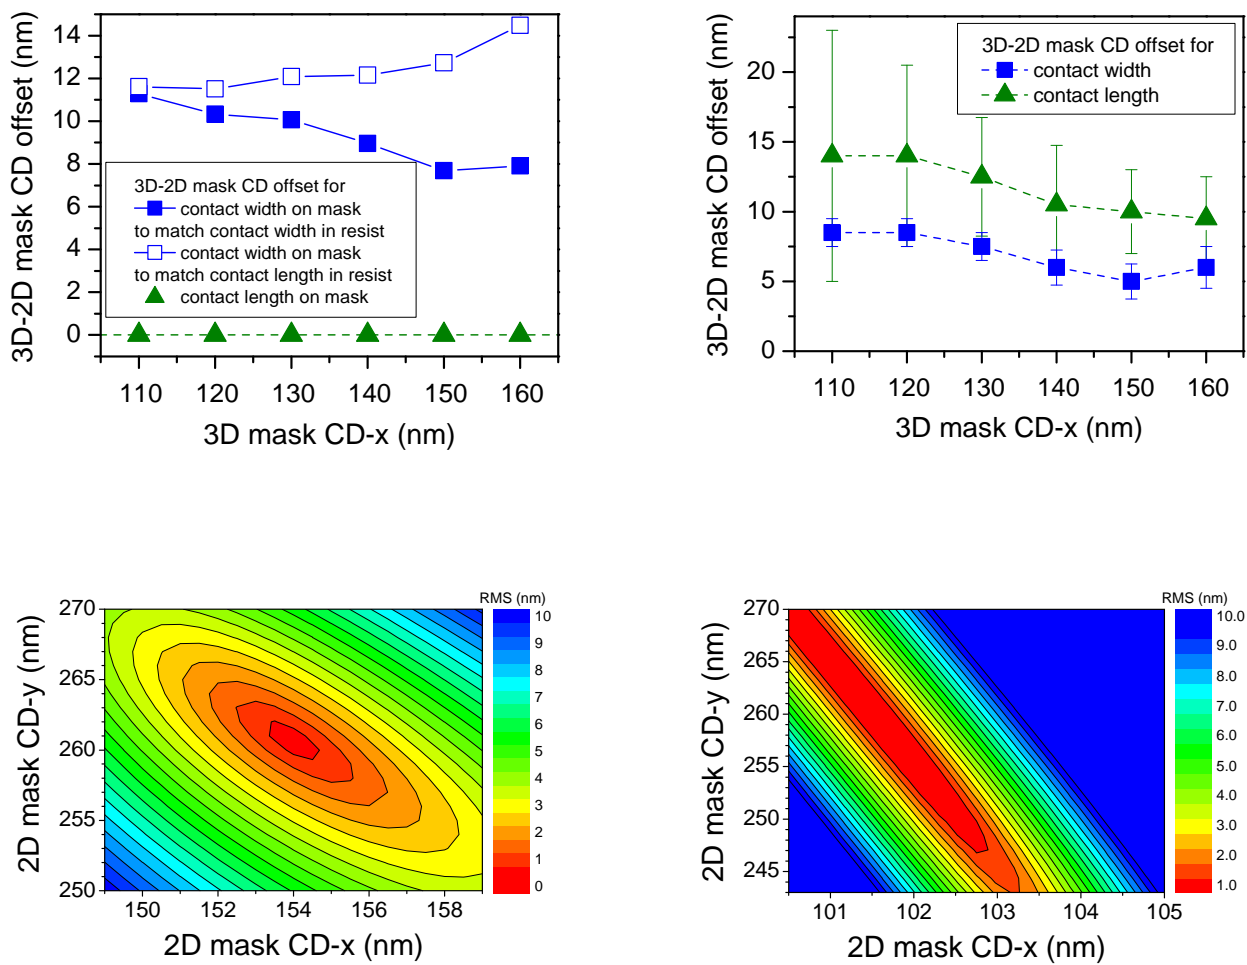 3D-2D mask CD offset (nm)
14
12
10
8
6
4
2
0
3D-2D mask CD offset for
contact width on mask
to match contact width in resist
contact width on mask
to match contact length in resist
contact length on mask
110 120 130 140 150 160
3D mask CD-x (nm)
3D-2D mask CD offset (nm)
20
15
10
5
0
3D-2D mask CD offset for
contact width
contact length
110 120 130 140 150 160
3D mask CD-x (nm)
2D mask CD-y (nm)
270
265
260
255
250
150 152 154 156 158
2D mask CD-x (nm)
RMS (nm)
10
9
8
7
6
5
4
3
2
1
0
2D mask CD-y (nm)
270
265
260
255
250
245
101 102 103 104 105
2D mask CD-x (nm)
RMS (nm)
10.0
9.0
8.0
7.0
6.0
5.0
4.0
3.0
2.0
1.0